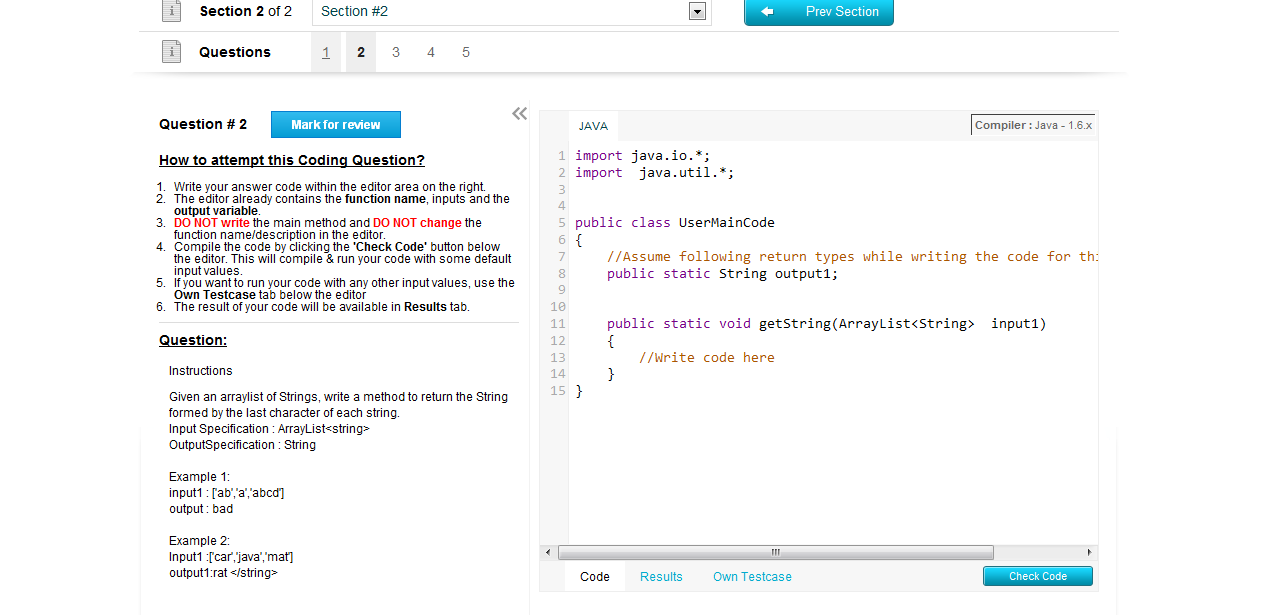 Section 2 of 2
Section #2
Prev Section
Questions
1 2 3 4 5
Question # 2
Mark for review
How to attempt this Coding Question?
1. Write your answer code within the editor area on the right.
2. The editor already contains the function name, inputs and the
output variable.
3. DO NOT write the main method and DO NOT change the
function name/description in the editor.
4. Compile the code by clicking the 'Check Code' button below
the editor. This will compile & run your code with some default
input values.
5. If you want to run your code with any other input values, use the
Own Testcase tab below the editor
6. The result of your code will be available in Results tab.
Question:
Instructions
Given an arraylist of Strings, write a method to return the String
formed by the last character of each string.
Input Specification : ArrayList<string>
OutputSpecification : String
Example 1:
input1 : ['ab','a','abcd']
output : bad
Example 2:
Input1 :['car','java','mat']
output1:rat </string>
JAVA
Compiler : Java - 1.6.x
1 import java.io.*;
2 import  java.util.*;
3
4
5 public class UserMainCode
6 {
7     //Assume following return types while writing the code for thi
8     public static String output1;
9
10
11     public static void getString(ArrayList<String>  input1)
12     {
13         //Write code here
14     }
15 }
Code
Results
Own Testcase
Check Code